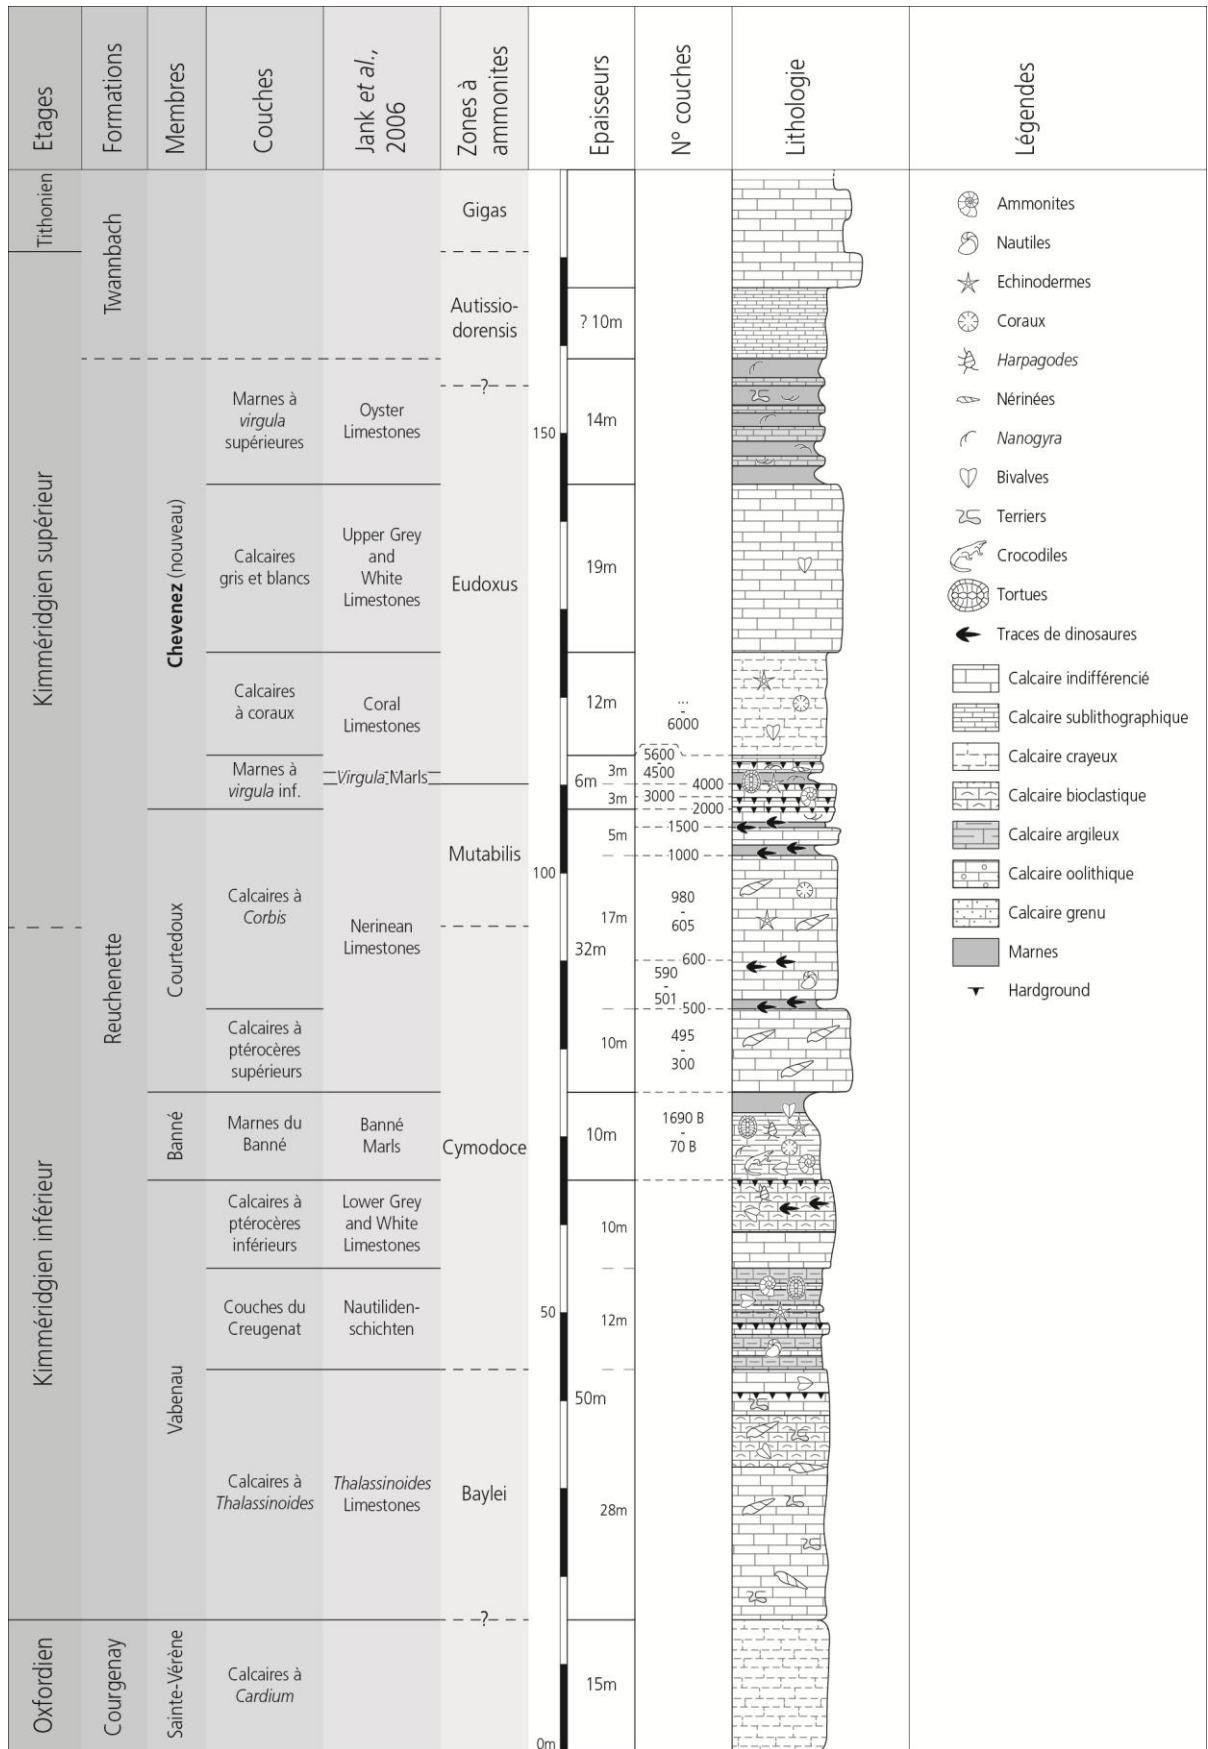 Etages
Formations
Membres
Couches
Jank et al.,
2006
Zones à
ammonites
Epaisseurs
N° couches
Lithologie
Légendes
Tithonien
Kimméridgien supérieur
Kimméridgien inférieur
Oxfordien
Twannbach
Reuchenette
Courgenay
Chevenez (nouveau)
Courtedoux
Banné
Vabenau
Sainte-Vérène
Marnes à
virgula
supérieures
Calcaires
gris et blancs
Calcaires
à coraux
Marnes à
virgula inf.
Calcaires à
Corbis
Calcaires à
ptérocères
supérieurs
Marnes du
Banné
Calcaires à
ptérocères
inférieurs
Couches du
Creugenat
Calcaires à
Thalassinoides
Calcaires à
Cardium
Oyster
Limestones
Upper Grey
and
White
Limestones
Coral
Limestones
Virgula Marls
Nerinean
Limestones
Banné
Marls
Lower Grey
and White
Limestones
Nautiliden-
schichten
Thalassinoides
Limestones
Gigas
Autissio-
dorensis
?
Eudoxus
Mutabilis
Cymodoce
Baylei
?
150
100
50
0m
? 10m
14m
19m
12m
6m
3m
3m
5m
17m
32m
10m
10m
10m
12m
50m
28m
15m
...
-
6000
5600
-
4500
4000
3000
2000
1500
1000
980
-
605
600
590
-
501
500
495
-
300
1690 B
-
70 B
Ammonites
Nautiles
Echinodermes
Coraux
Harpagodes
Nérinées
Nanogyra
Bivalves
Terriers
Crocodiles
Tortues
Traces de dinosaures
Calcaire indifférencié
Calcaire sublithographique
Calcaire crayeux
Calcaire bioclastique
Calcaire argileux
Calcaire oolithique
Calcaire grenu
Marnes
Hardground